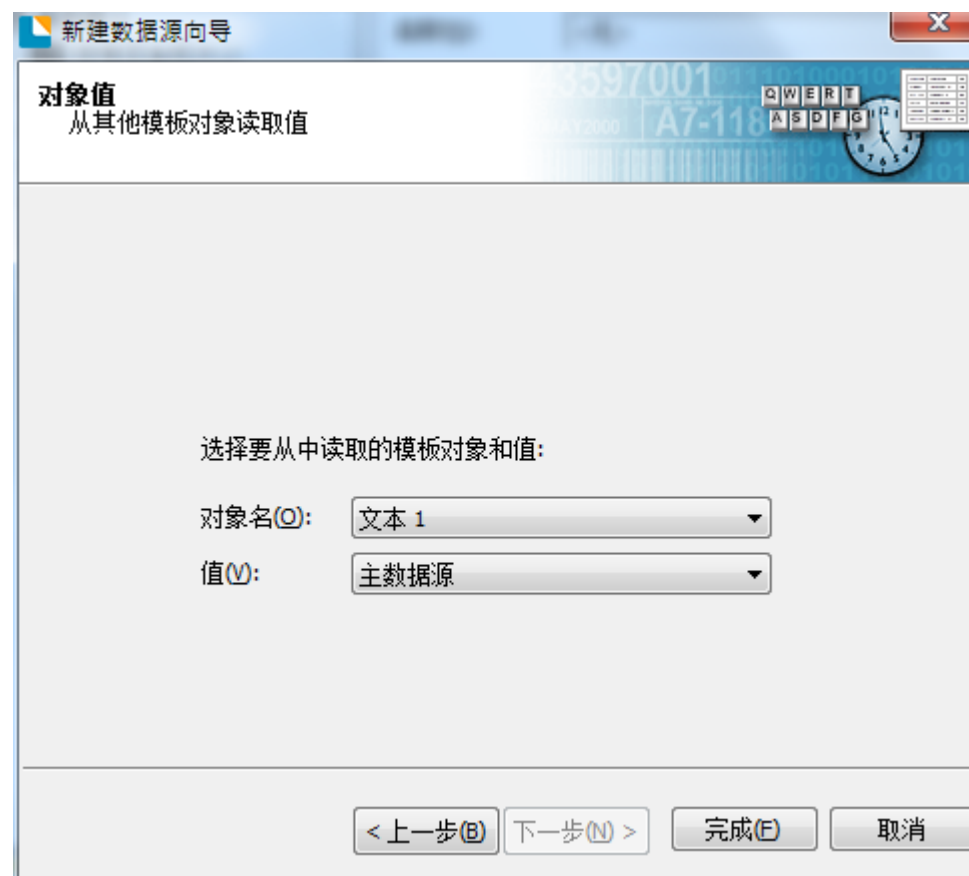 新建数据源向导
对象值
从其他模板对象读取值
43597001
A7-118
Q W E R T
A S D F G
选择要从中读取的模板对象和值:
对象名(O): 文本 1
值(V): 主数据源
< 上一步(B) 下一步(N) > 完成(F) 取消